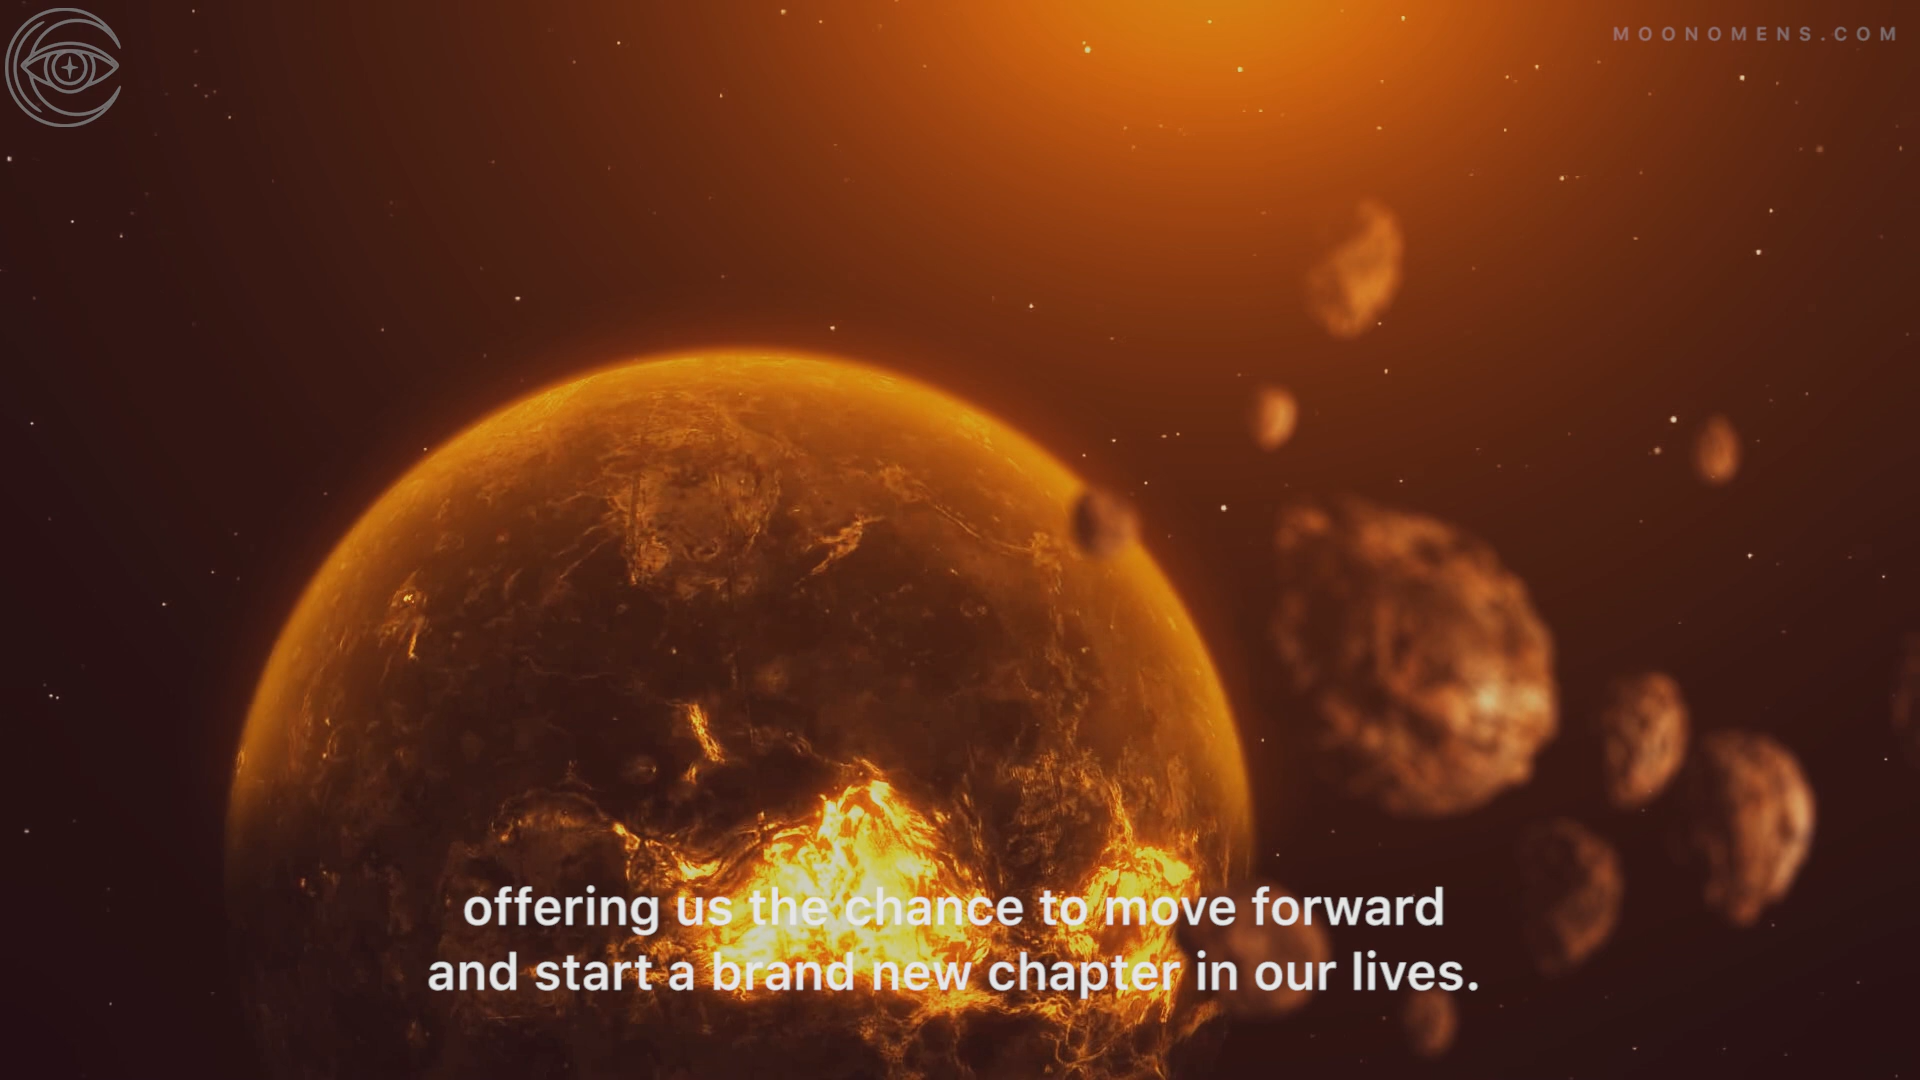 MOONOMENS.COM
offering us the chance to move forward
and start a brand new chapter in our lives.